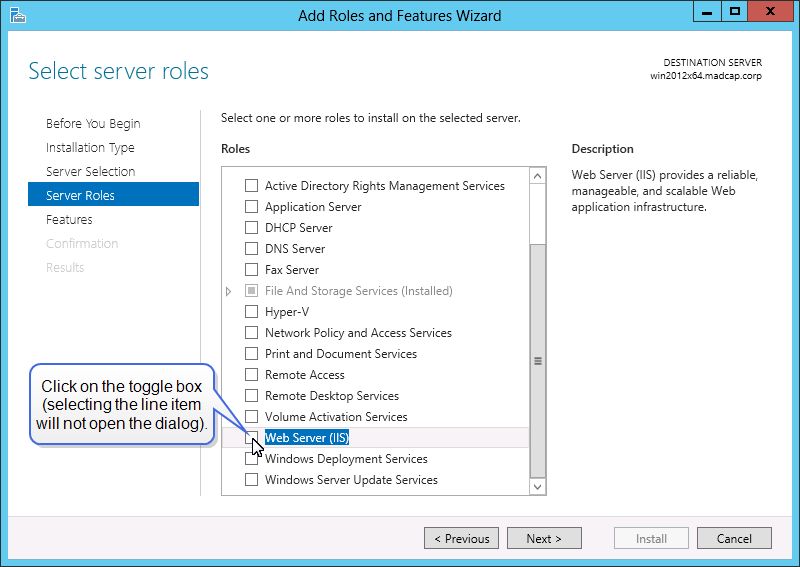 Add Roles and Features Wizard
Select server roles
DESTINATION SERVER
win2012x64.madcap.corp
Before You Begin
Installation Type
Server Selection
Server Roles
Features
Confirmation
Results
Select one or more roles to install on the selected server.
Roles
Active Directory Rights Management Services
Application Server
DHCP Server
DNS Server
Fax Server
File And Storage Services (Installed)
Hyper-V
Network Policy and Access Services
Print and Document Services
Remote Access
Remote Desktop Services
Volume Activation Services
Web Server (IIS)
Windows Deployment Services
Windows Server Update Services
Click on the toggle box
(selecting the line item
will not open the dialog).
Description
Web Server (IIS) provides a reliable,
manageable, and scalable Web
application infrastructure.
< Previous
Next >
Install
Cancel